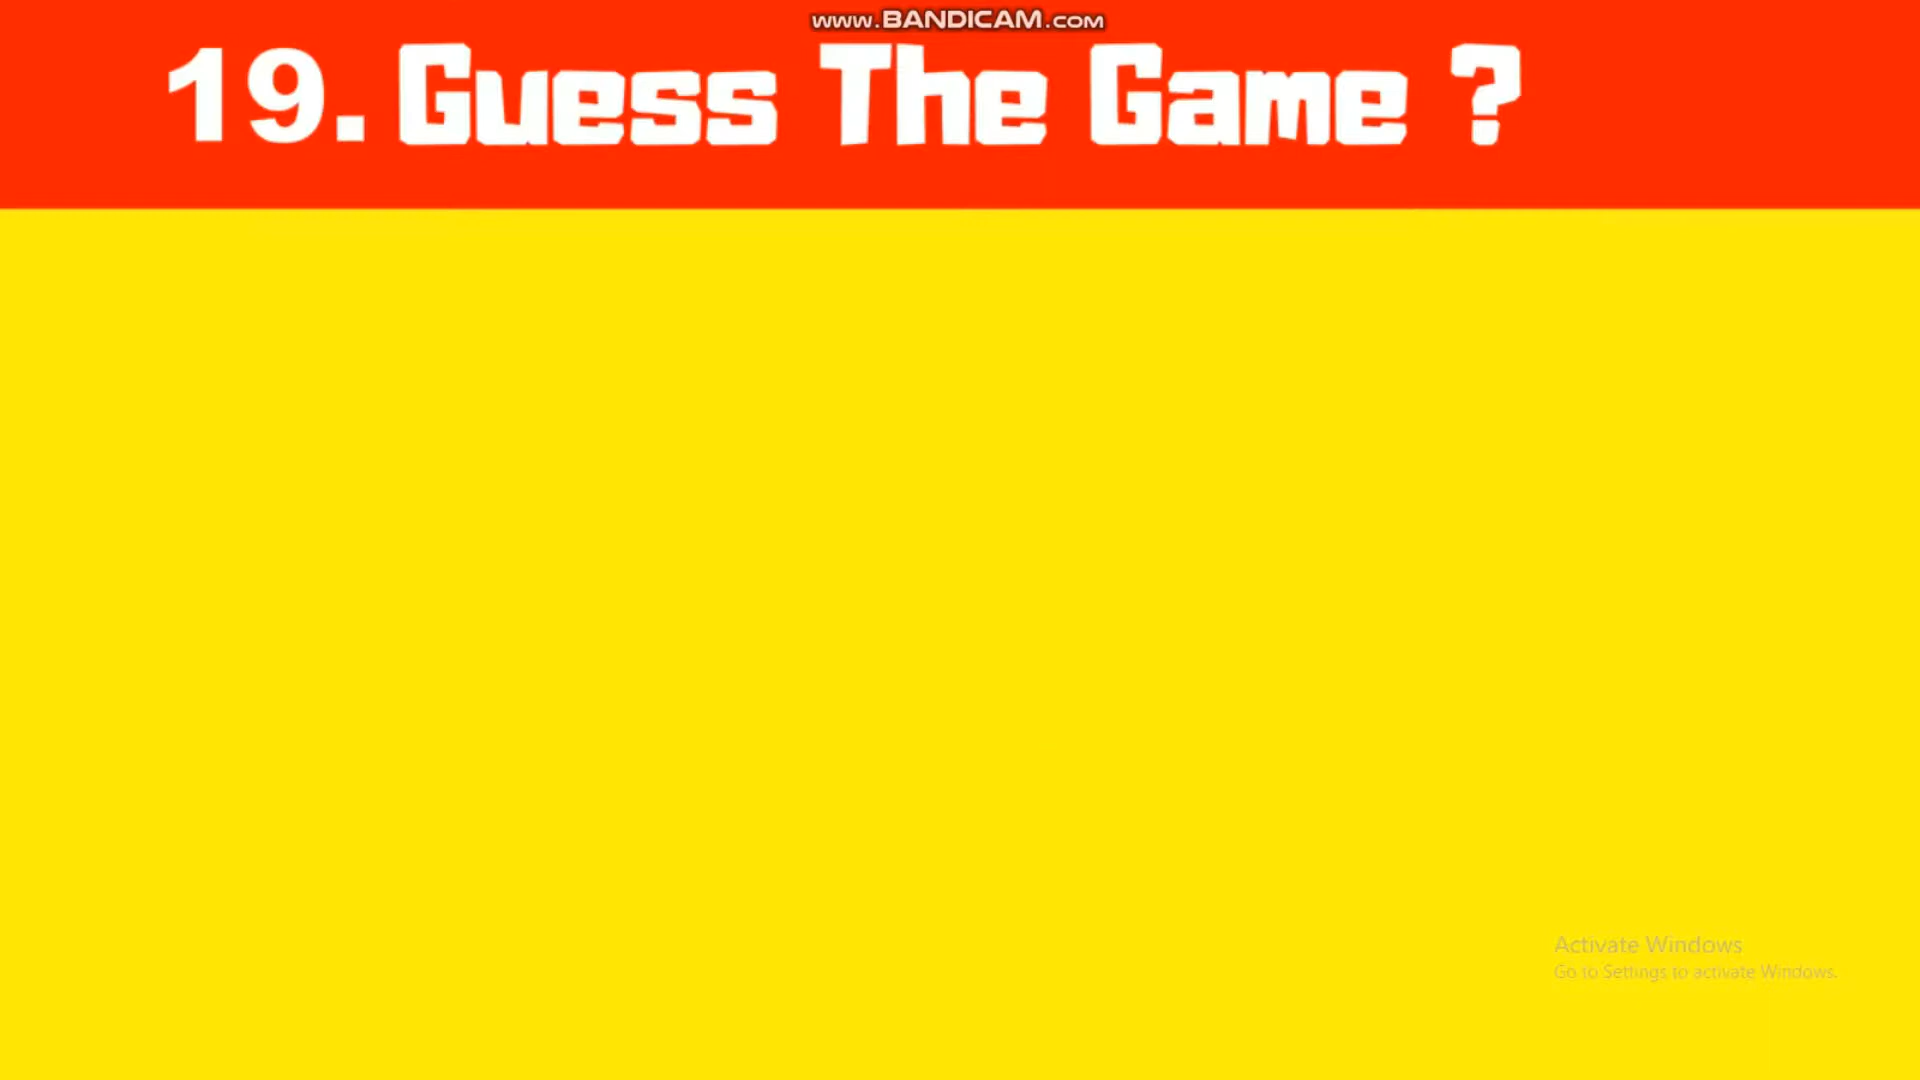 www.BANDICAM.com
19. Guess The Game ?
Activate Windows
Go to Settings to activate Windows.